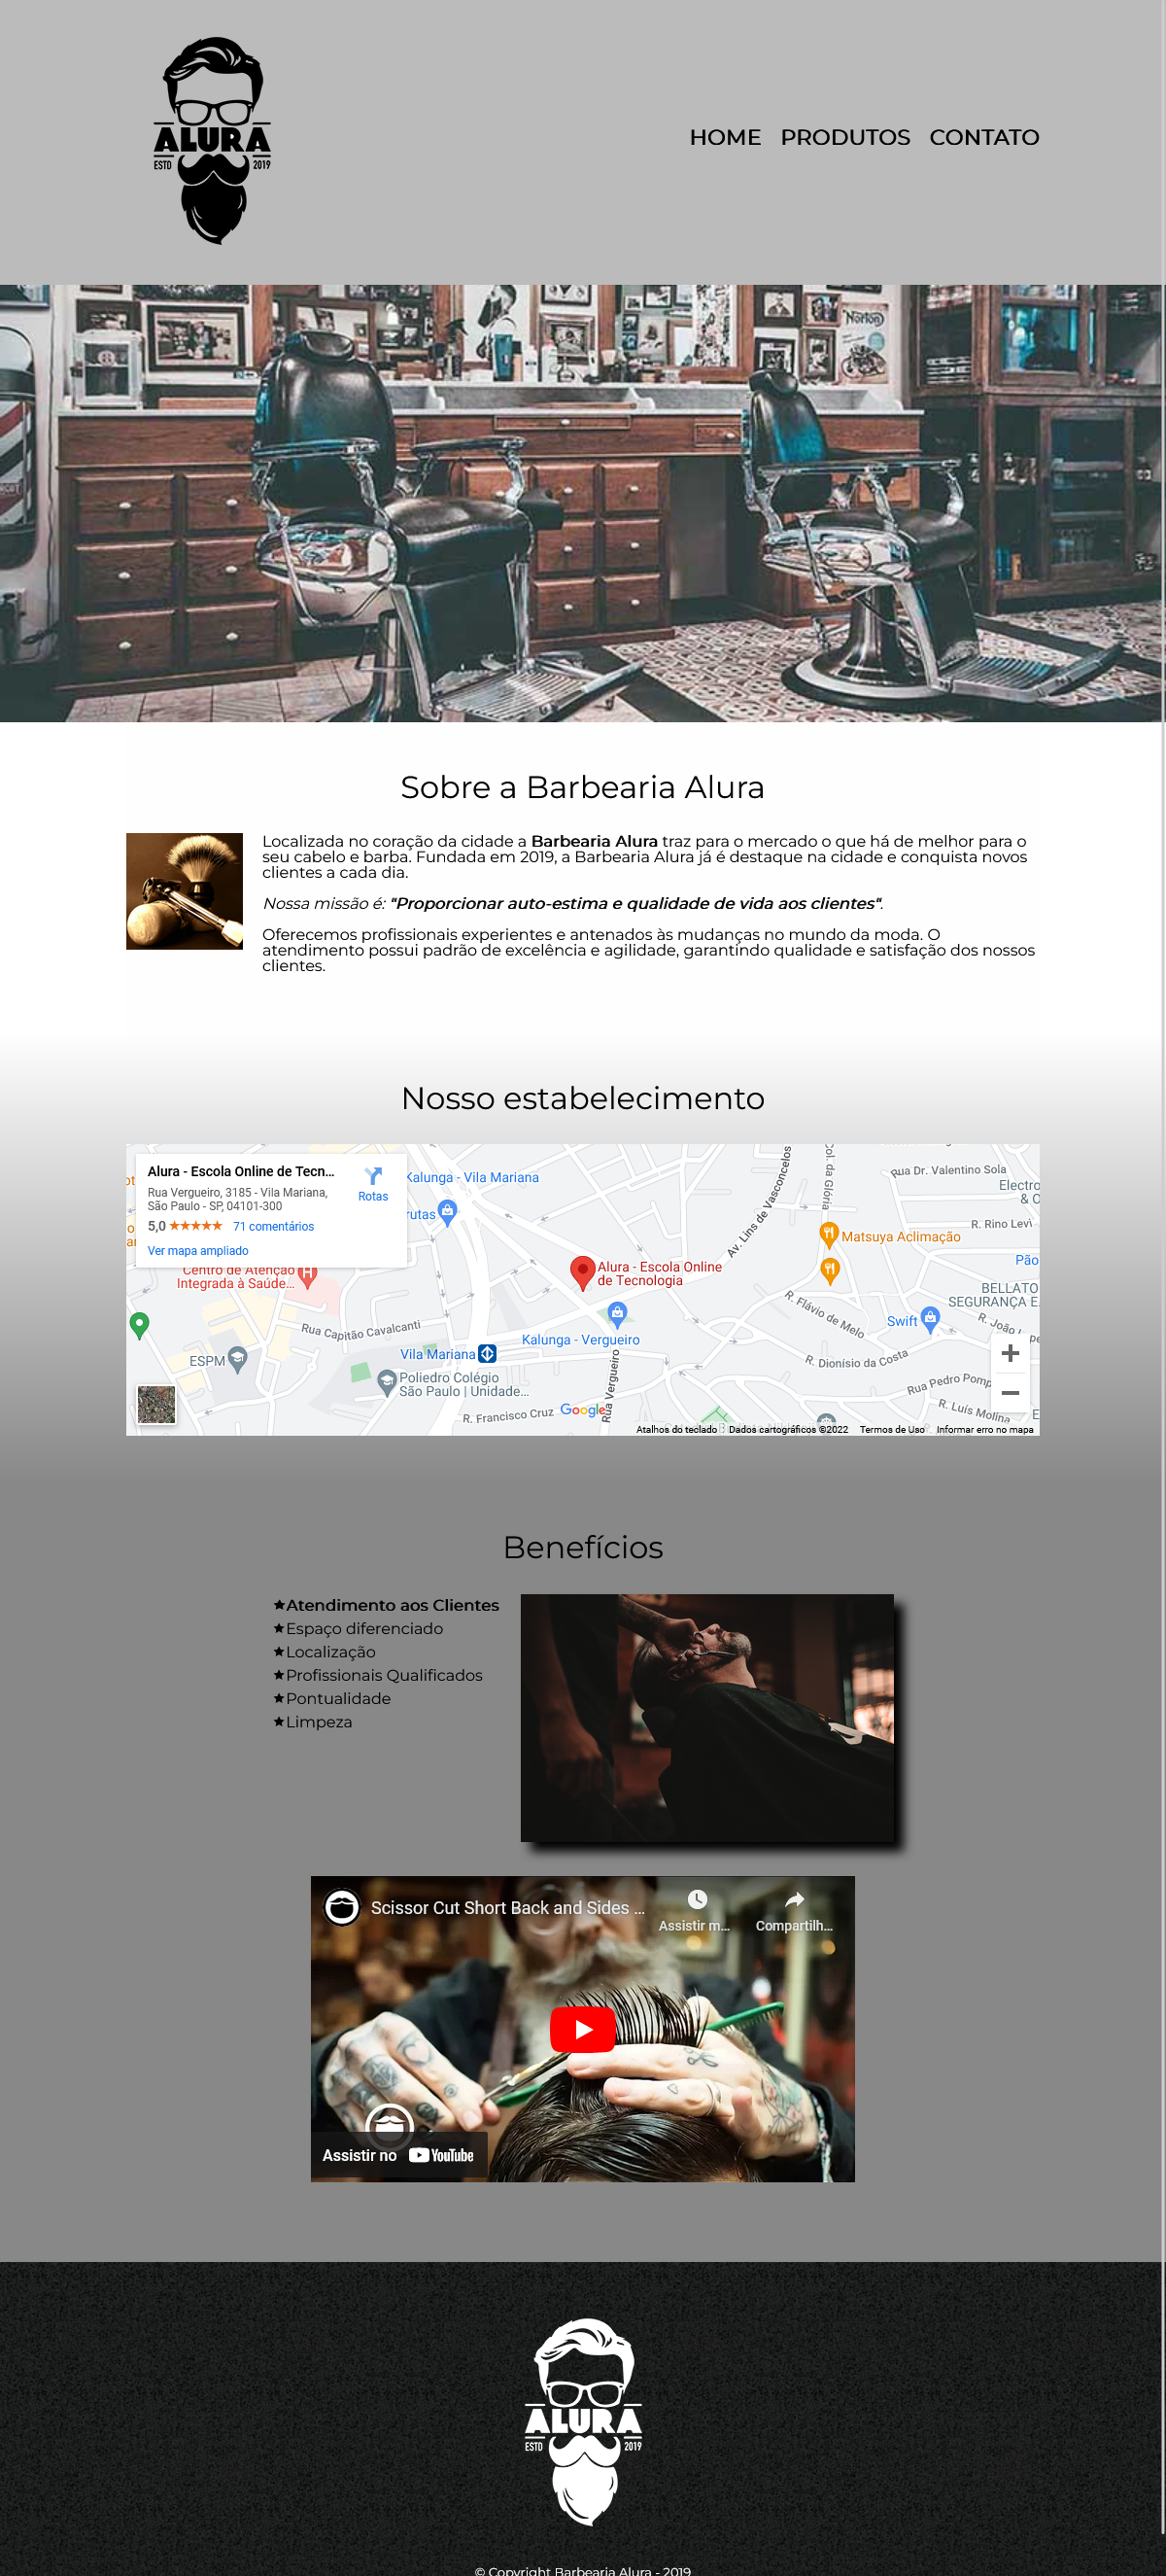 ALURA
ESTD 2019
HOME PRODUTOS CONTATO
Norton
Sobre a Barbearia Alura
Localizada no coração da cidade a Barbearia Alura traz para o mercado o que há de melhor para o
seu cabelo e barba. Fundada em 2019, a Barbearia Alura já é destaque na cidade e conquista novos
clientes a cada dia.
Nossa missão é: "Proporcionar auto-estima e qualidade de vida aos clientes".
Oferecemos profissionais experientes e antenados às mudanças no mundo da moda. O
atendimento possui padrão de excelência e agilidade, garantindo qualidade e satisfação dos nossos
clientes.
Nosso estabelecimento
Alura - Escola Online de Tecn...
Rua Vergueiro, 3185 - Vila Mariana,
São Paulo - SP, 04101-300
Rotas
5,0 ★★★★★ 71 comentários
Ver mapa ampliado
Kalunga - Vila Mariana
rutas
Av. Lins de Vasconcelos
Col. da Glória
Rua Dr. Valentino Sola
Electro
& C
R. Rino Levi
Matsuya Aclimação
Pão
Centro de Atenção
Integrada à Saúde...
Alura - Escola Online
de Tecnologia
BELLATO
SEGURANÇA E.
R. Flávio de Melo
Swift
R. João Lope
Rua Capitão Cavalcanti
Kalunga - Vergueiro
Vila Mariana
ESPM
R. Dionísio da Costa
Poliedro Colégio
São Paulo | Unidade...
Rua Vergueiro
Rua Pedro Pomp
R. Luís Molina
R. Francisco Cruz
Google
Atalhos do teclado Dados cartográficos ©2022 Termos de Uso Informar erro no mapa
Benefícios
★Atendimento aos Clientes
★Espaço diferenciado
★Localização
★Profissionais Qualificados
★Pontualidade
★Limpeza
Scissor Cut Short Back and Sides ...
Assistir m... Compartilh...
Assistir no YouTube
ALURA
ESTD 2019
© Copyright Barbearia Alura - 2019